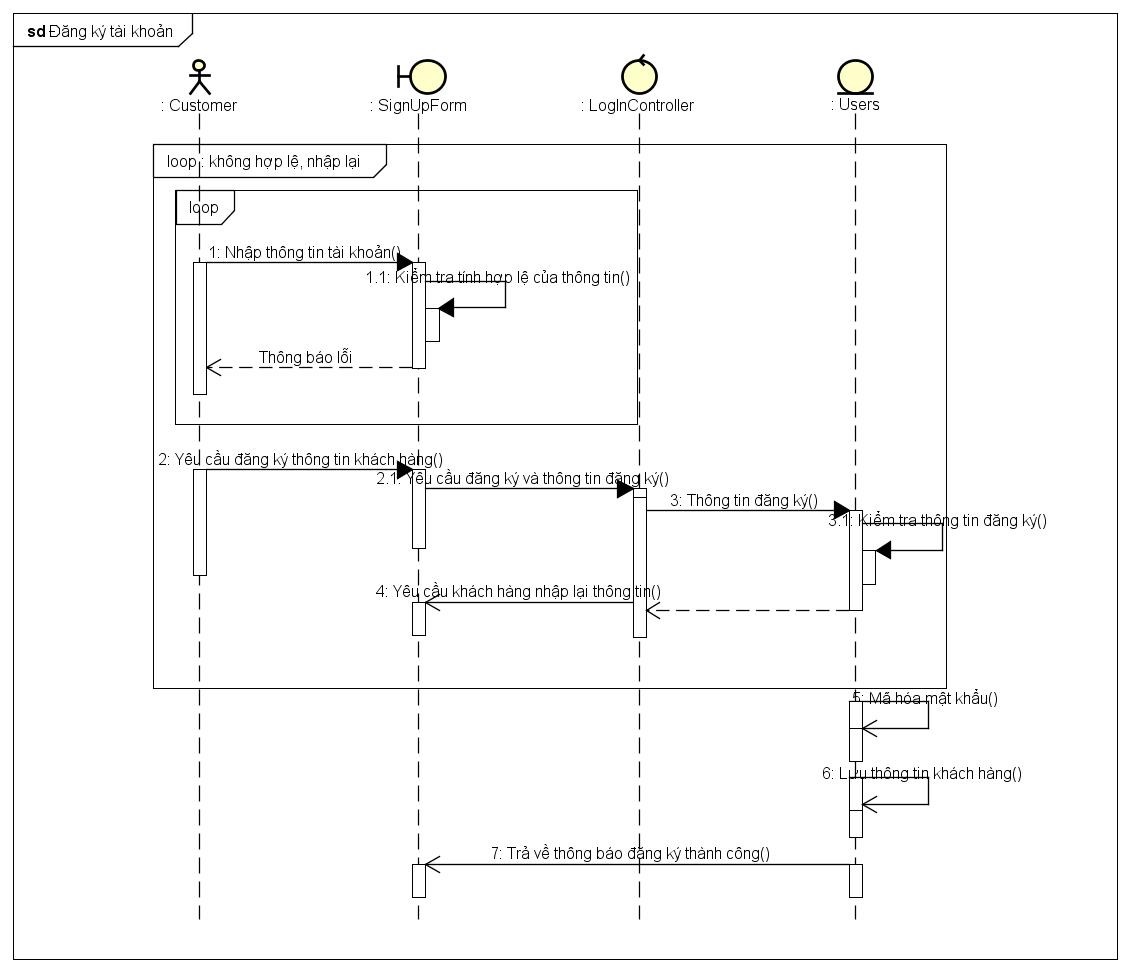 sd Đăng ký tài khoản
: Customer
: SignUpForm
: LogInController
: Users
loop : không hợp lệ, nhập lại
loop
1: Nhập thông tin tài khoản()
1.1: Kiểm tra tính hợp lệ của thông tin()
Thông báo lỗi
2: Yêu cầu đăng ký thông tin khách hàng()
2.1: Yêu cầu đăng ký và thông tin đăng ký()
3: Thông tin đăng ký()
3.1: Kiểm tra thông tin đăng ký()
4: Yêu cầu khách hàng nhập lại thông tin()
5: Mã hóa mật khẩu()
6: Lưu thông tin khách hàng()
7: Trả về thông báo đăng ký thành công()